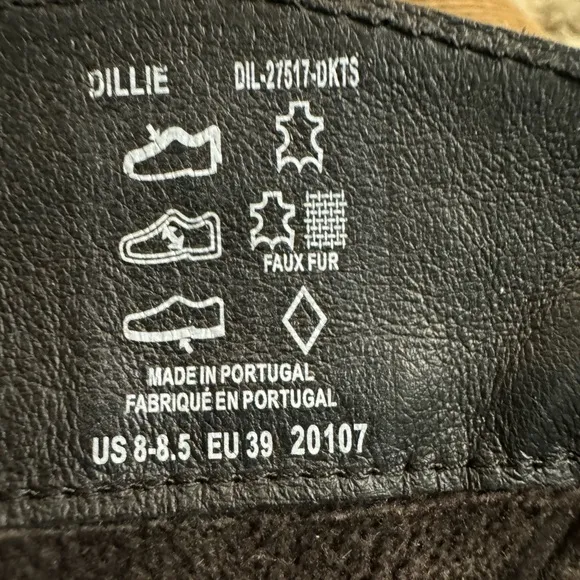 DILLIE DIL-27517-DKTS
FAUX FUR
MADE IN PORTUGAL
FABRIQUÉ EN PORTUGAL
US 8-8.5 EU 39 20107